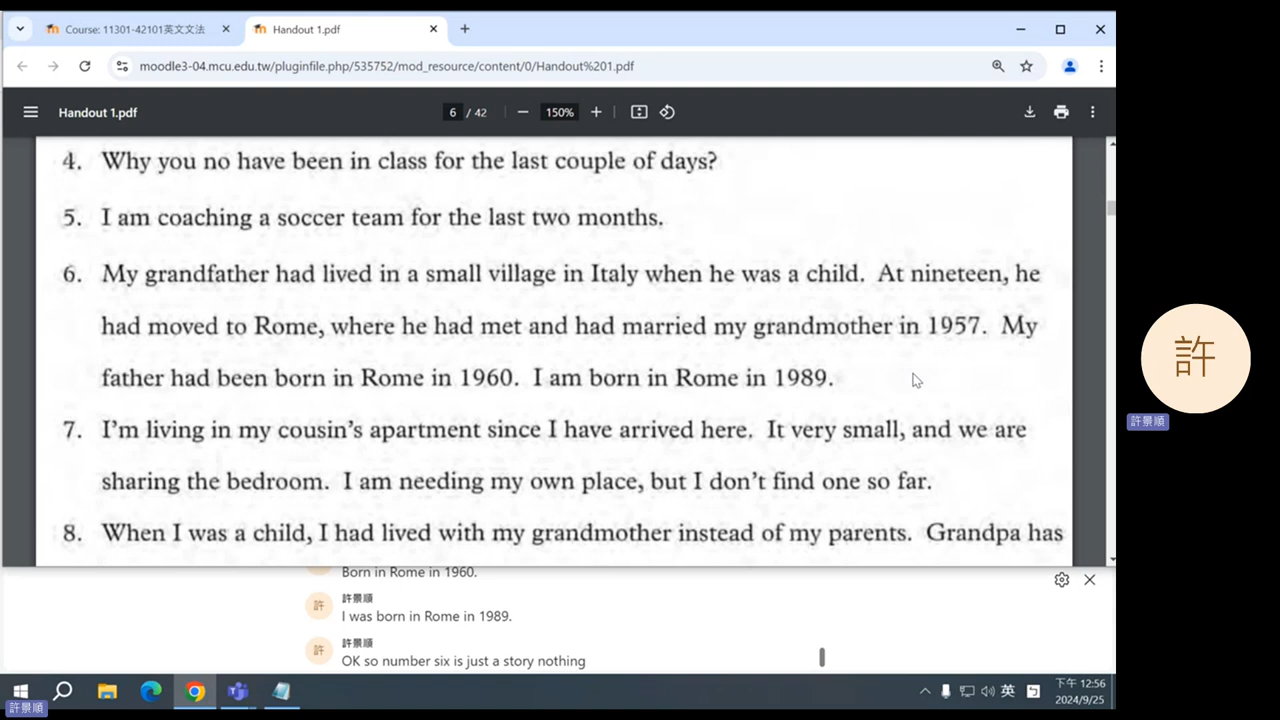 Course: 11301-42101英文文法
Handout 1.pdf
moodle3-04.mcu.edu.tw/pluginfile.php/535752/mod_resource/content/0/Handout%201.pdf
Handout 1.pdf
6 / 42
150%
4. Why you no have been in class for the last couple of days?
5. I am coaching a soccer team for the last two months.
6. My grandfather had lived in a small village in Italy when he was a child. At nineteen, he
had moved to Rome, where he had met and had married my grandmother in 1957. My
father had been born in Rome in 1960. I am born in Rome in 1989.
7. I'm living in my cousin's apartment since I have arrived here. It very small, and we are
sharing the bedroom. I am needing my own place, but I don't find one so far.
8. When I was a child, I had lived with my grandmother instead of my parents. Grandpa has
許
許景順
Born in Rome in 1960.
許
許景順
I was born in Rome in 1989.
許
許景順
OK so number six is just a story nothing
英
下午 12:56
2024/9/25
許景順